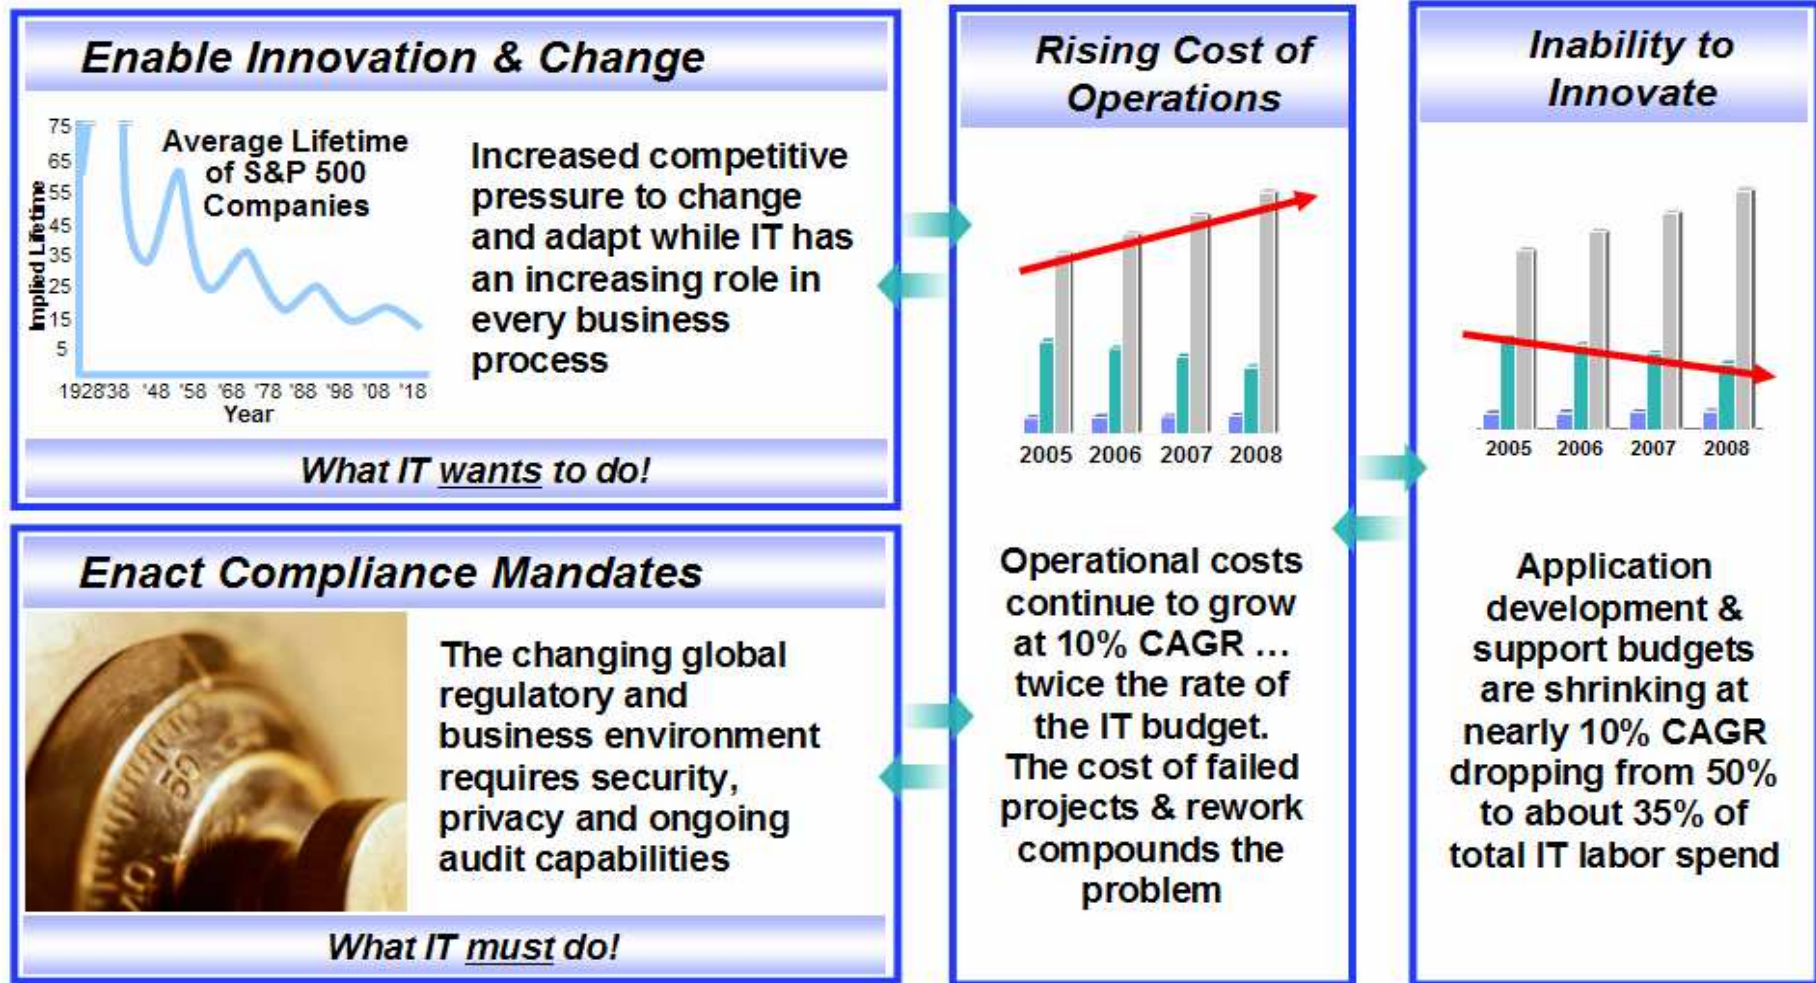 Enable Innovation & Change
Average Lifetime
of S&P 500
Companies
Implied Lifetime
75
65
55
45
35
25
15
5
1928 '38 '48 '58 '68 '78 '88 '98 '08 '18
Year
Increased competitive
pressure to change
and adapt while IT has
an increasing role in
every business
process
What IT wants to do!
Enact Compliance Mandates
50
40
The changing global
regulatory and
business environment
requires security,
privacy and ongoing
audit capabilities
What IT must do!
Rising Cost of
Operations
2005 2006 2007 2008
Operational costs
continue to grow
at 10% CAGR ...
twice the rate of
the IT budget.
The cost of failed
projects & rework
compounds the
problem
Inability to
Innovate
2005 2006 2007 2008
Application
development &
support budgets
are shrinking at
nearly 10% CAGR
dropping from 50%
to about 35% of
total IT labor spend